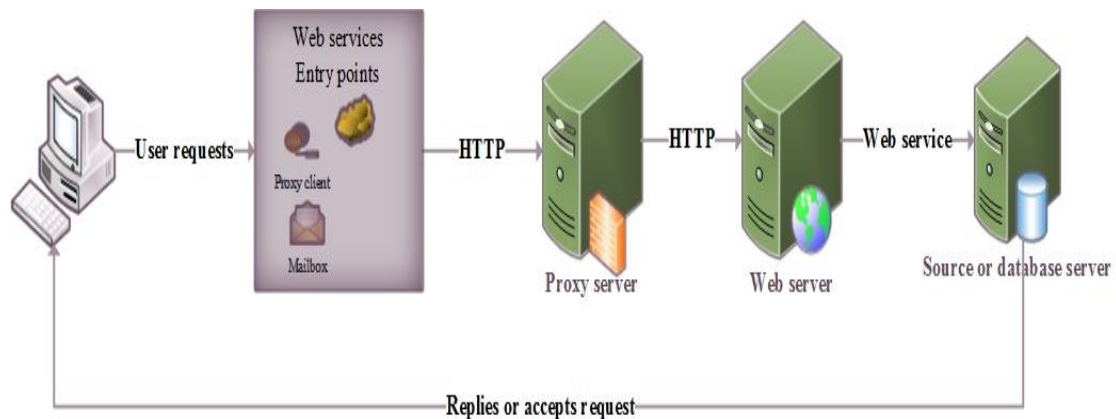 Web services
Entry points
User requests
Proxy client
Mailbox
HTTP
Proxy server
HTTP
Web server
Web service
Source or database server
Replies or accepts request